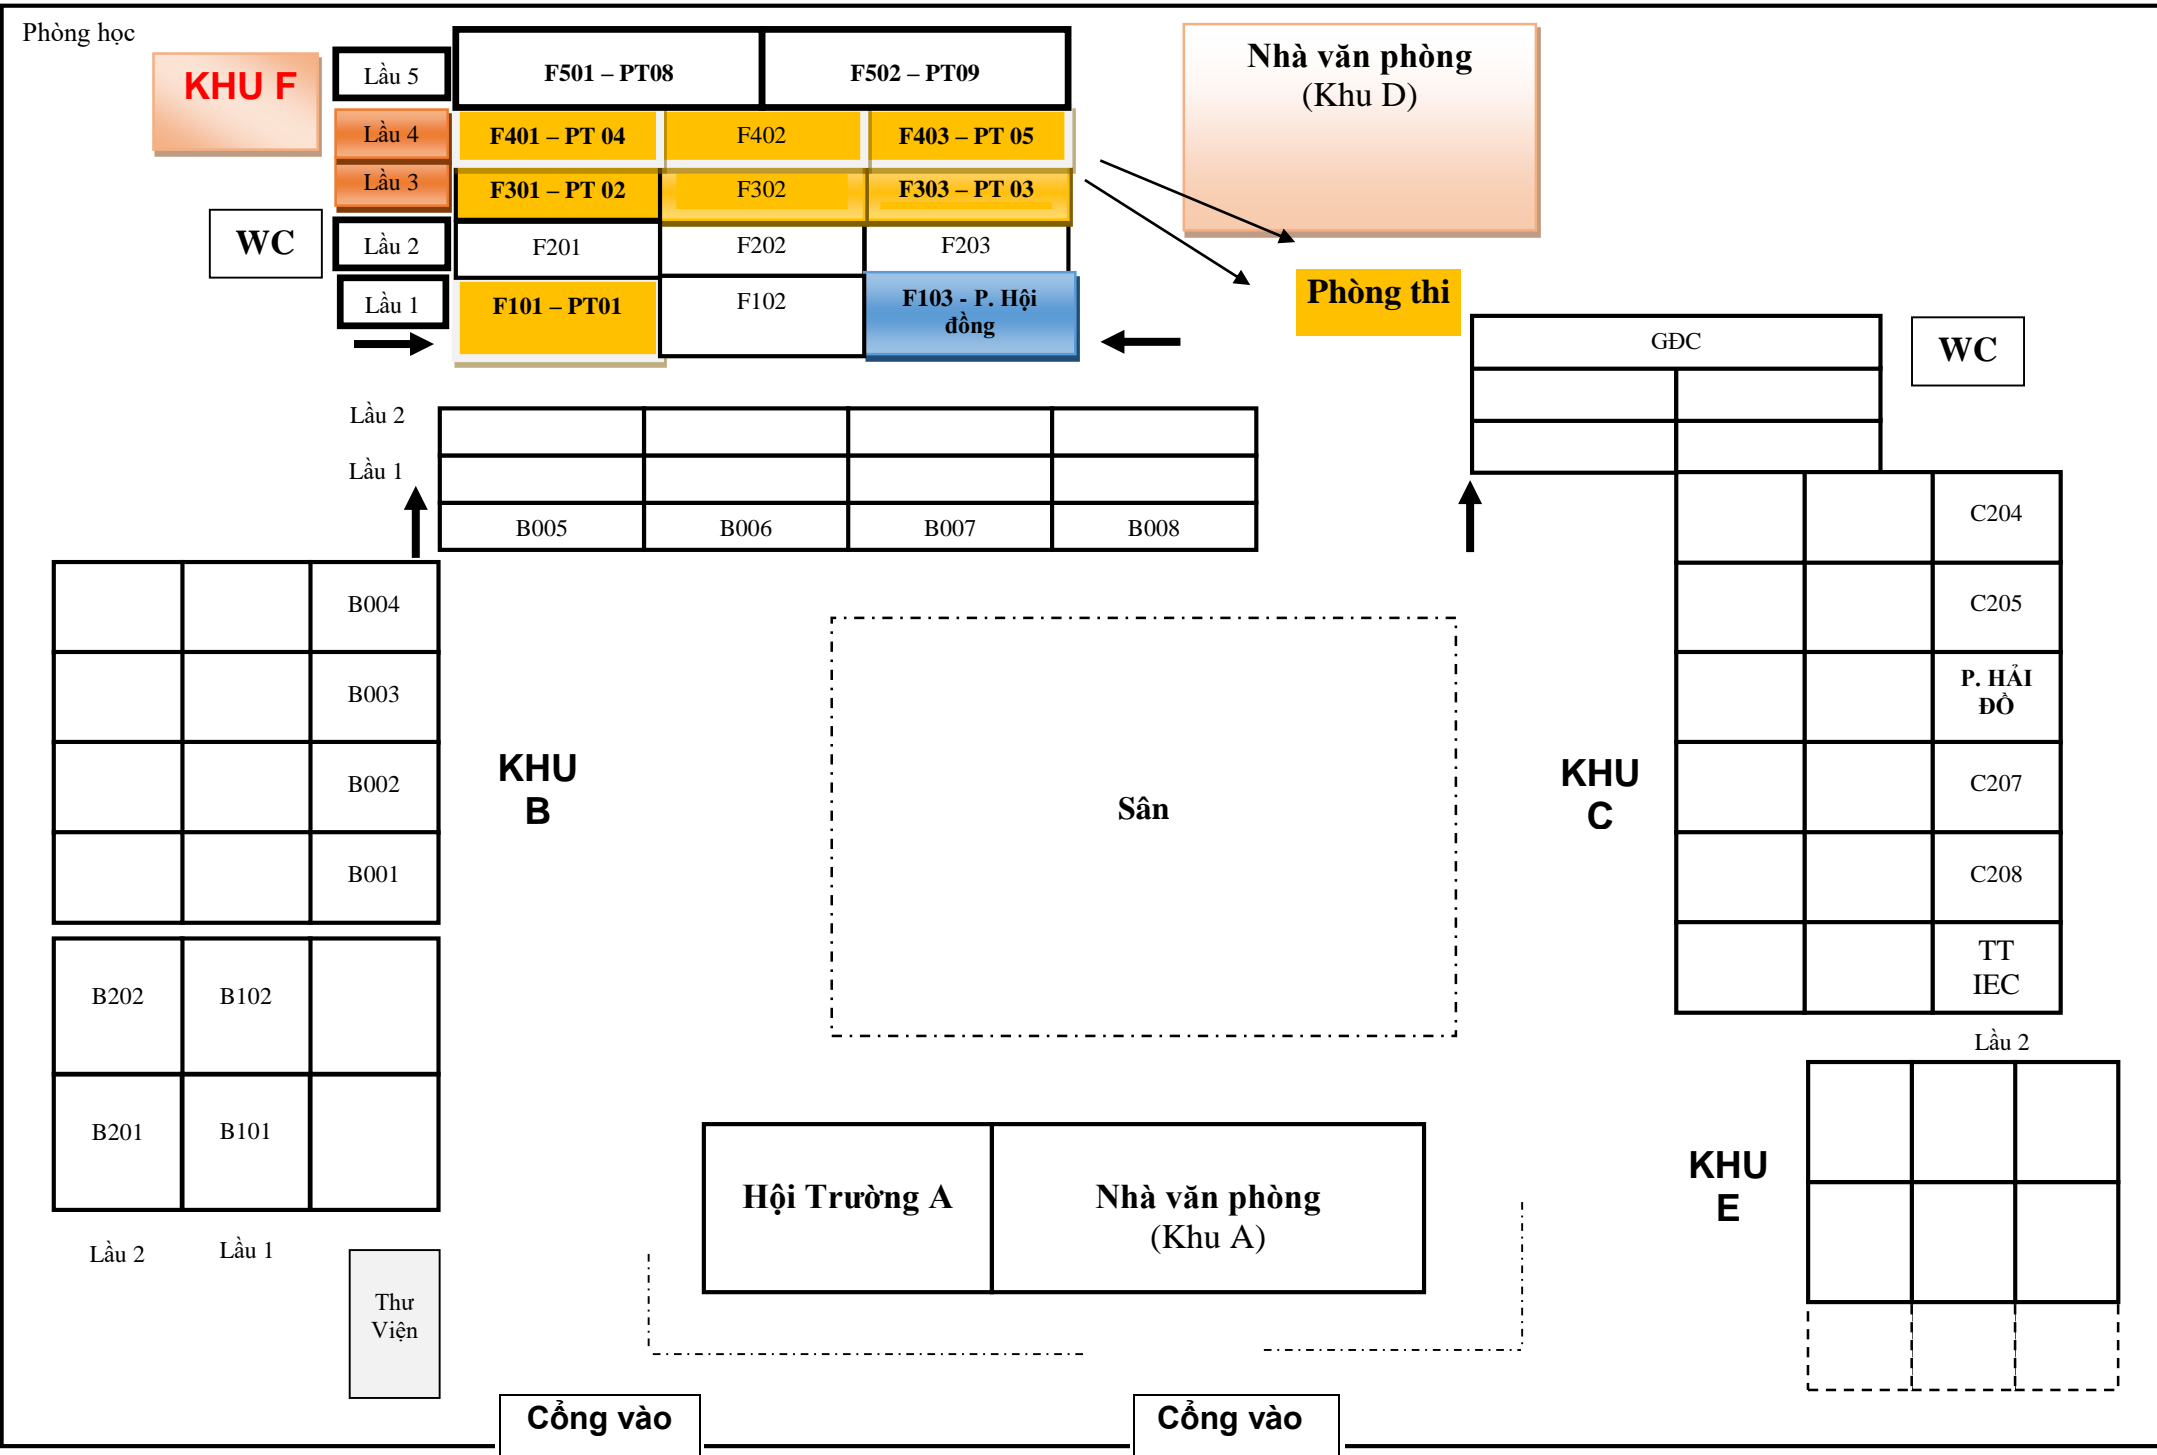 Phòng học
KHU F
Lầu 5
F501 – PT08
F502 – PT09
Nhà văn phòng
(Khu D)
Lầu 4
F401 – PT 04
F402
F403 – PT 05
Lầu 3
F301 – PT 02
F302
F303 – PT 03
WC
Lầu 2
F201
F202
F203
Lầu 1
F101 – PT01
F102
F103 - P. Hội
đồng
Phòng thi
GĐC
WC
Lầu 2
Lầu 1
B005
B006
B007
B008
C204
B004
C205
B003
P. HẢI
ĐỒ
KHU
B
Sân
KHU
C
B002
C207
B001
C208
B202
B102
TT
IEC
Lầu 2
B201
B101
Hội Trường A
Nhà văn phòng
(Khu A)
KHU
E
Lầu 2
Lầu 1
Thư
Viện
Cổng vào
Cổng vào